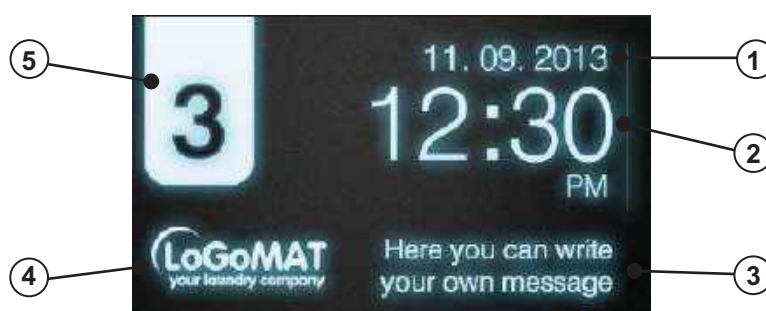 5
3
11. 09. 2013
1
12:30
2
PM
LoGoMAT
your laundry company
4
Here you can write
your own message
3